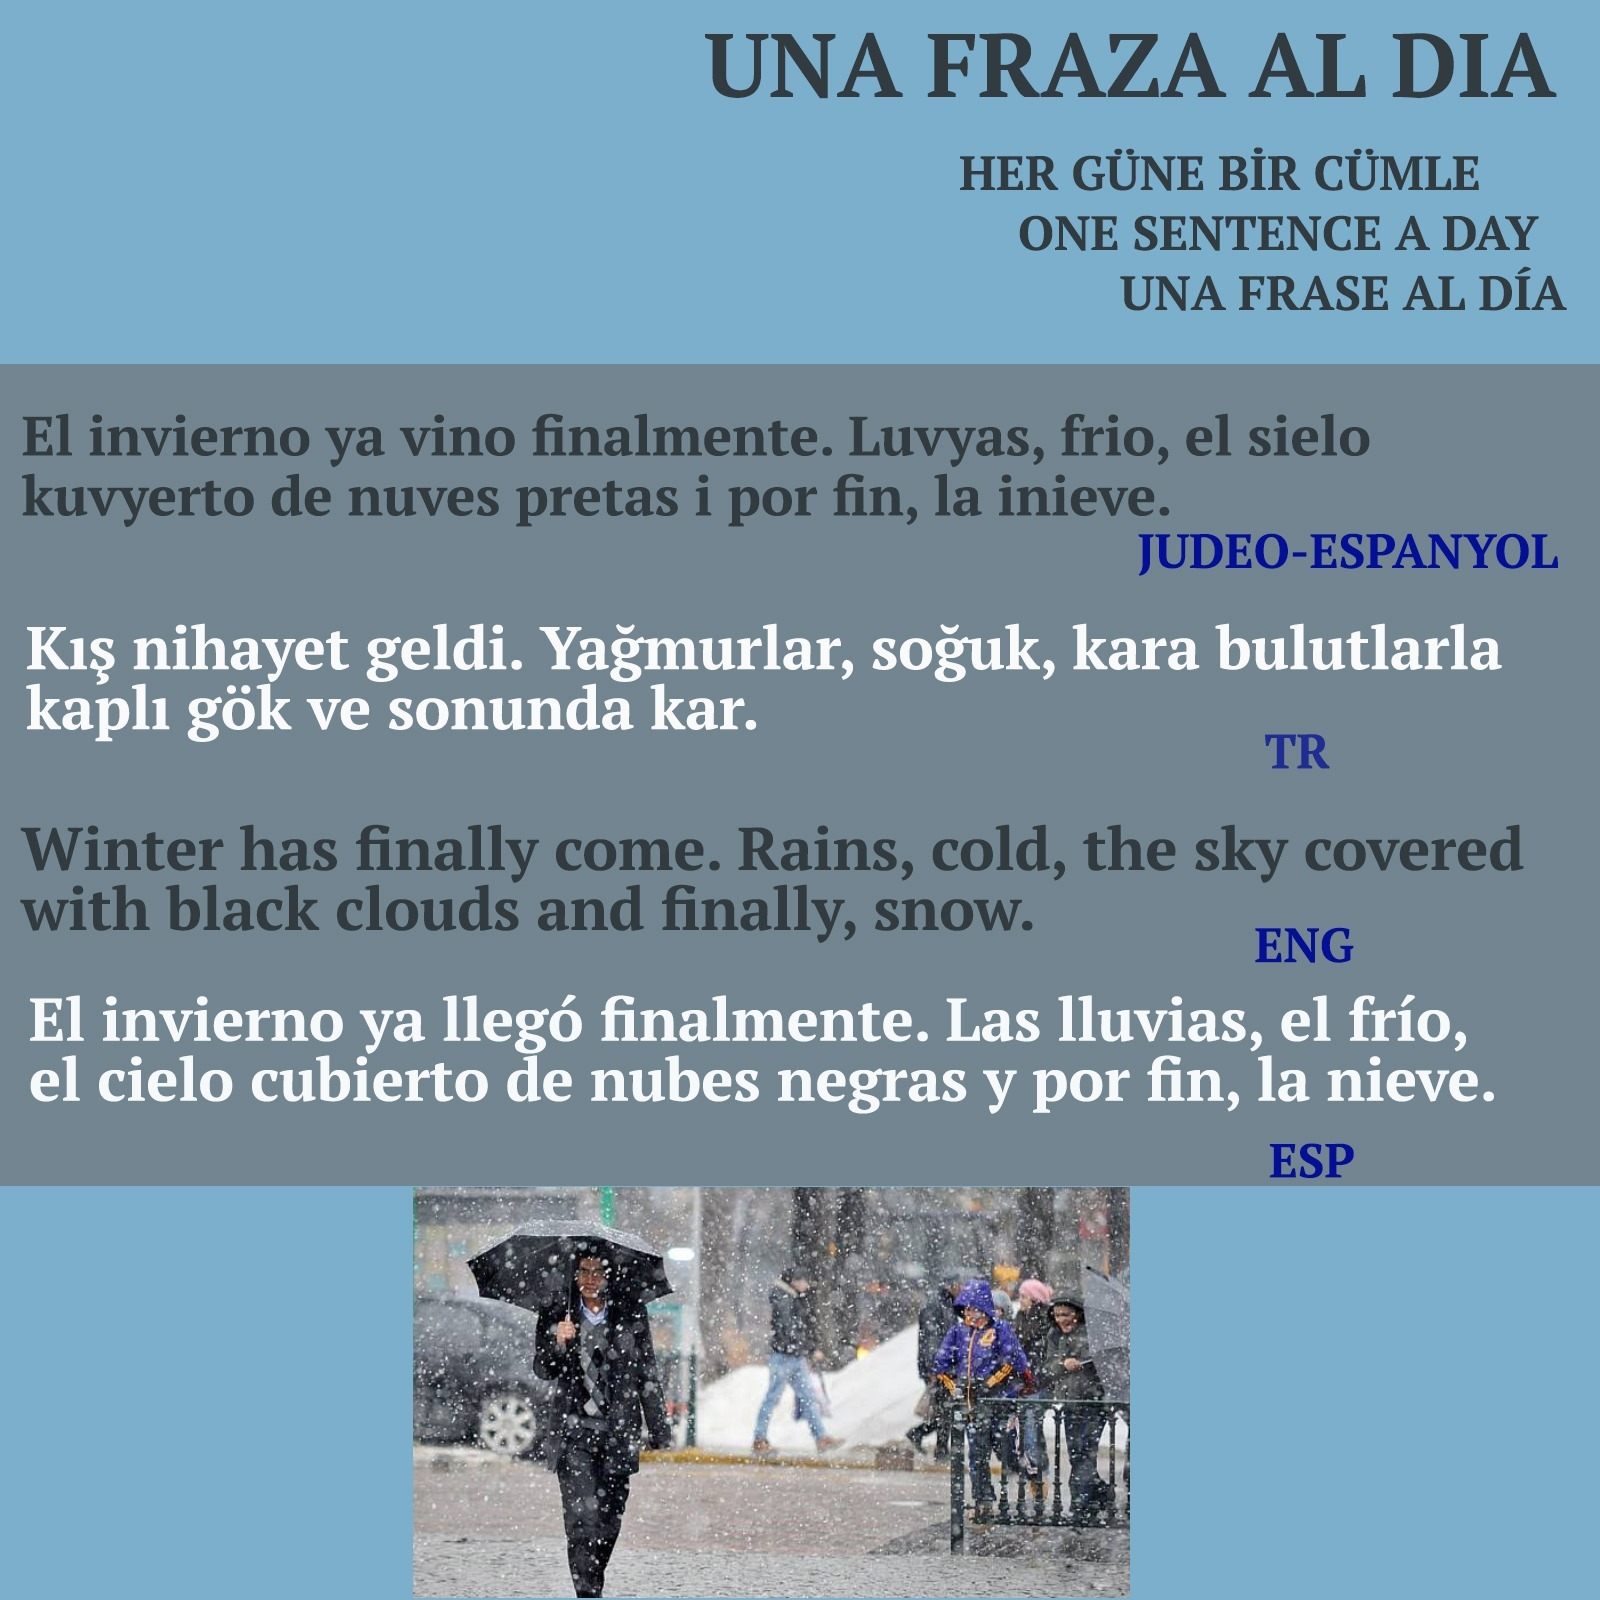 UNA FRAZA AL DIA
HER GÜNE BİR CÜMLE
ONE SENTENCE A DAY
UNA FRASE AL DÍA
El invierno ya vino finalmente. Luvyas, frio, el sielo
kuvyerto de nuves pretas i por fin, la inieve.
JUDEO-ESPANYOL
Kış nihayet geldi. Yağmurlar, soğuk, kara bulutlarla
kaplı gök ve sonunda kar.
TR
Winter has finally come. Rains, cold, the sky covered
with black clouds and finally, snow.
ENG
El invierno ya llegó finalmente. Las lluvias, el frío,
el cielo cubierto de nubes negras y por fin, la nieve.
ESP